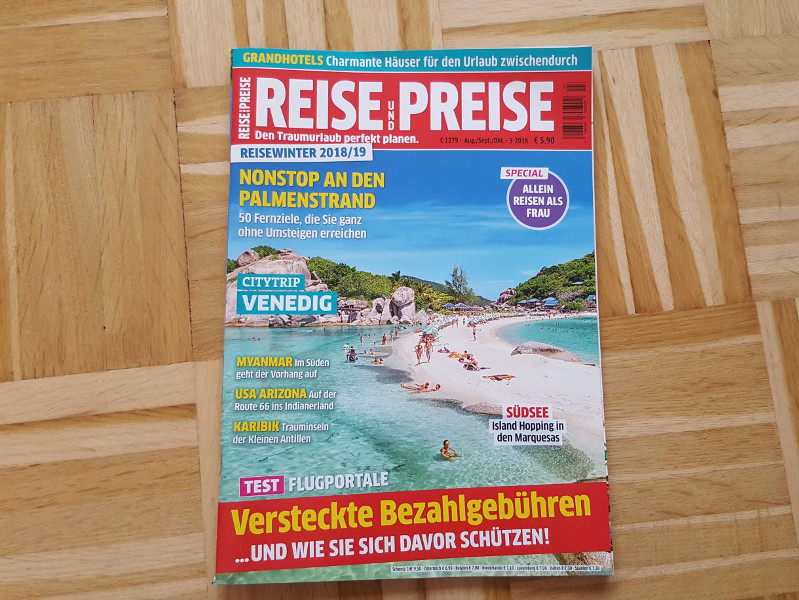 GRANDHOTELS Charmante Häuser für den Urlaub zwischendurch
REISE UND PREISE
REISE UND PREISE
Den Traumurlaub perfekt planen.
C 3279 - Aug./Sept./Okt. - 3-2018 € 5,90
REISEWINTER 2018/19
NONSTOP AN DEN
PALMENSTRAND
50 Fernziele, die Sie ganz
ohne Umsteigen erreichen
SPECIAL
ALLEIN
REISEN ALS
FRAU
CITYTRIP
VENEDIG
MYANMAR Im Süden
geht der Vorhang auf
USA ARIZONA Auf der
Route 66 ins Indianerland
KARIBIK Trauminseln
der Kleinen Antillen
SÜDSEE
Island Hopping in
den Marquesas
TEST FLUGPORTALE
Versteckte Bezahlgebühren
...UND WIE SIE SICH DAVOR SCHÜTZEN!